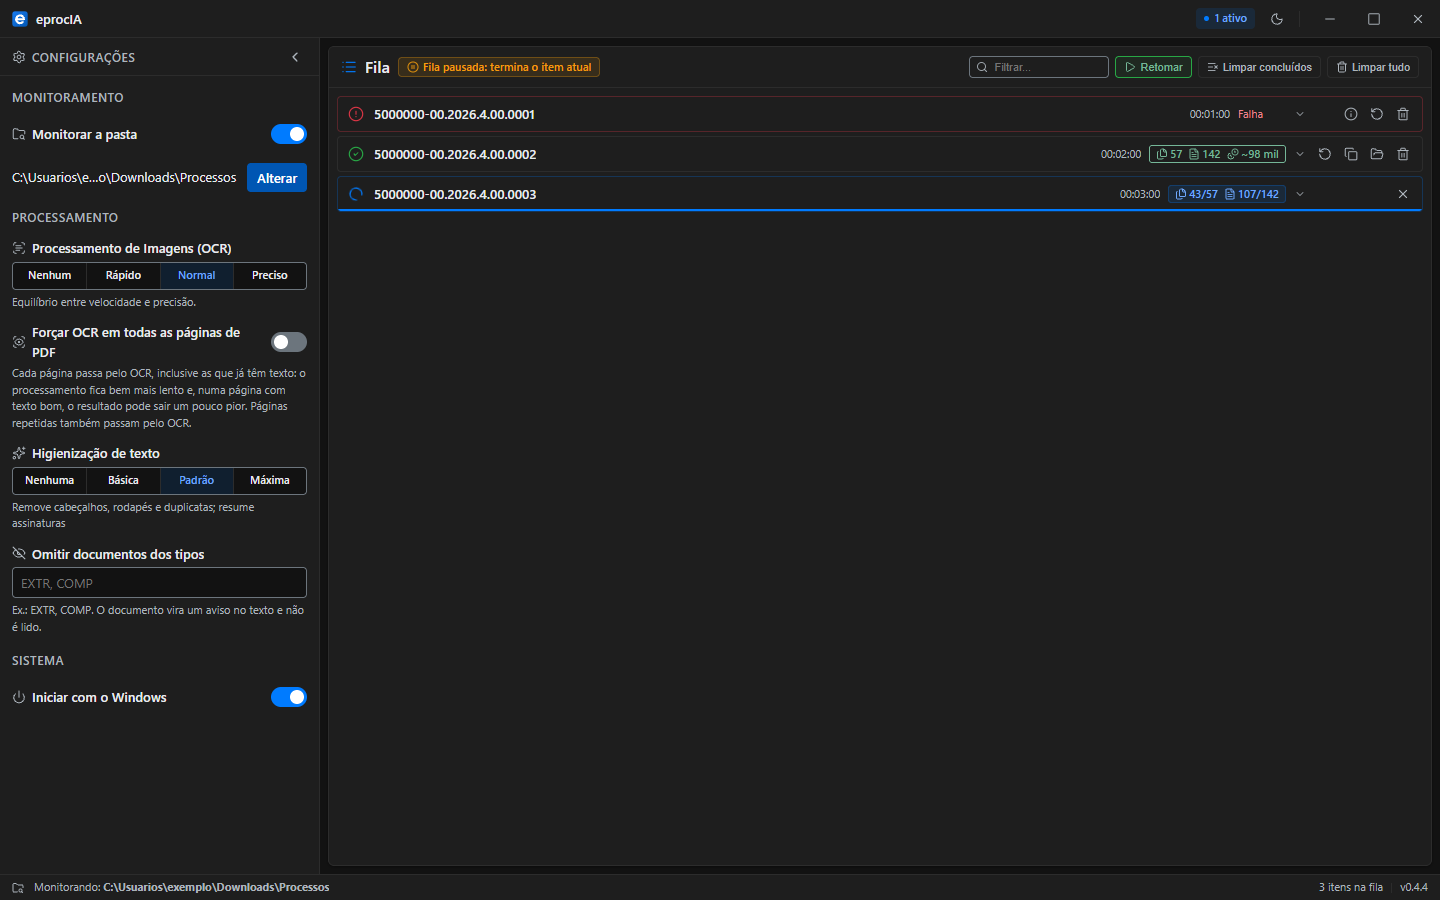 eprocIA
1 ativo
CONFIGURAÇÕES
MONITORAMENTO
Monitorar a pasta
C:\Usuarios\e...o\Downloads\Processos
Alterar
PROCESSAMENTO
Processamento de Imagens (OCR)
Nenhum Rápido Normal Preciso
Equilíbrio entre velocidade e precisão.
Forçar OCR em todas as páginas de
PDF
Cada página passa pelo OCR, inclusive as que já têm texto: o
processamento fica bem mais lento e, numa página com
texto bom, o resultado pode sair um pouco pior. Páginas
repetidas também passam pelo OCR.
Higienização de texto
Nenhuma Básica Padrão Máxima
Remove cabeçalhos, rodapés e duplicatas; resume
assinaturas
Omitir documentos dos tipos
EXTR, COMP
Ex.: EXTR, COMP. O documento vira um aviso no texto e não
é lido.
SISTEMA
Iniciar com o Windows
Fila
Fila pausada: termina o item atual
Filtrar...
Retomar
Limpar concluídos
Limpar tudo
5000000-00.2026.4.00.0001 00:01:00 Falha
5000000-00.2026.4.00.0002 00:02:00 57 142 ~98 mil
5000000-00.2026.4.00.0003 00:03:00 43/57 107/142
Monitorando: C:\Usuarios\exemplo\Downloads\Processos
3 itens na fila
v0.4.4